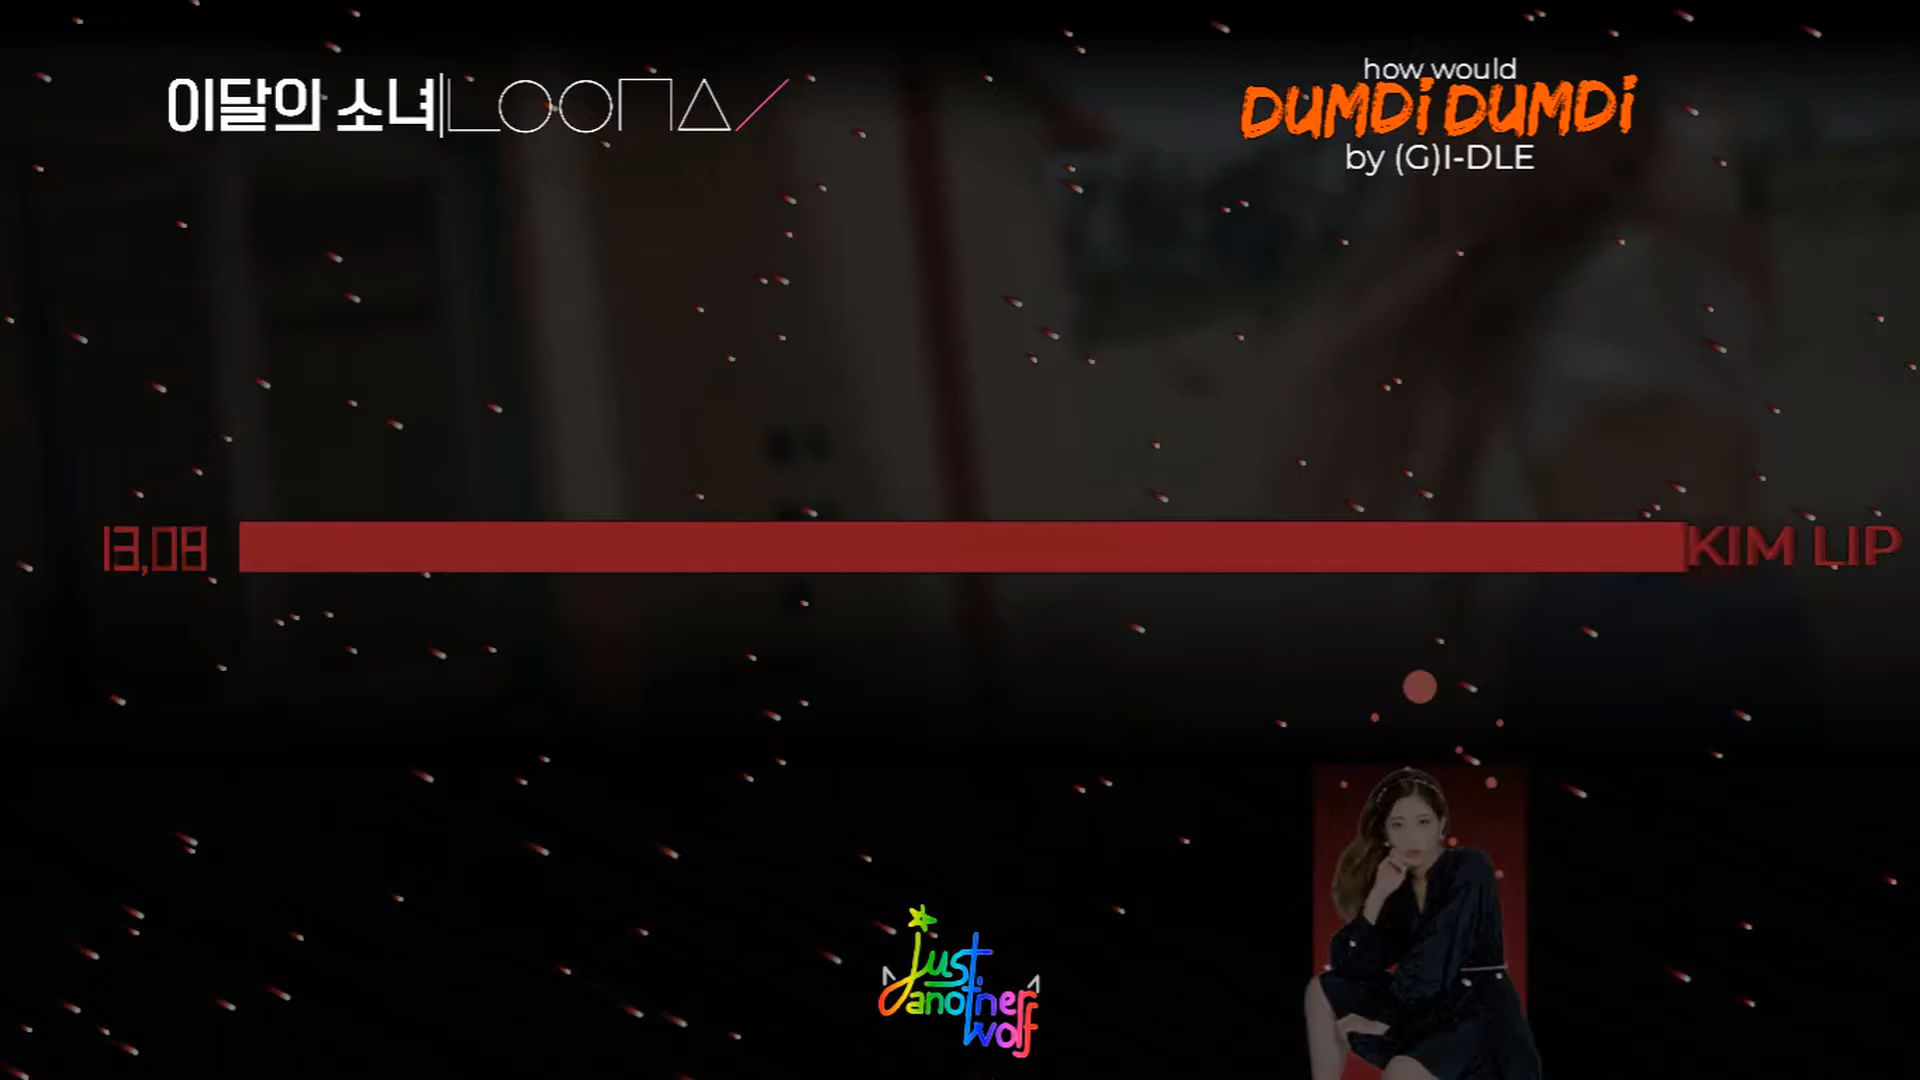 이달의 소녀 LOONA
how would
DUMDi DUMDi
by (G)I-DLE
13,08
KIM LIP
just
another
wolf